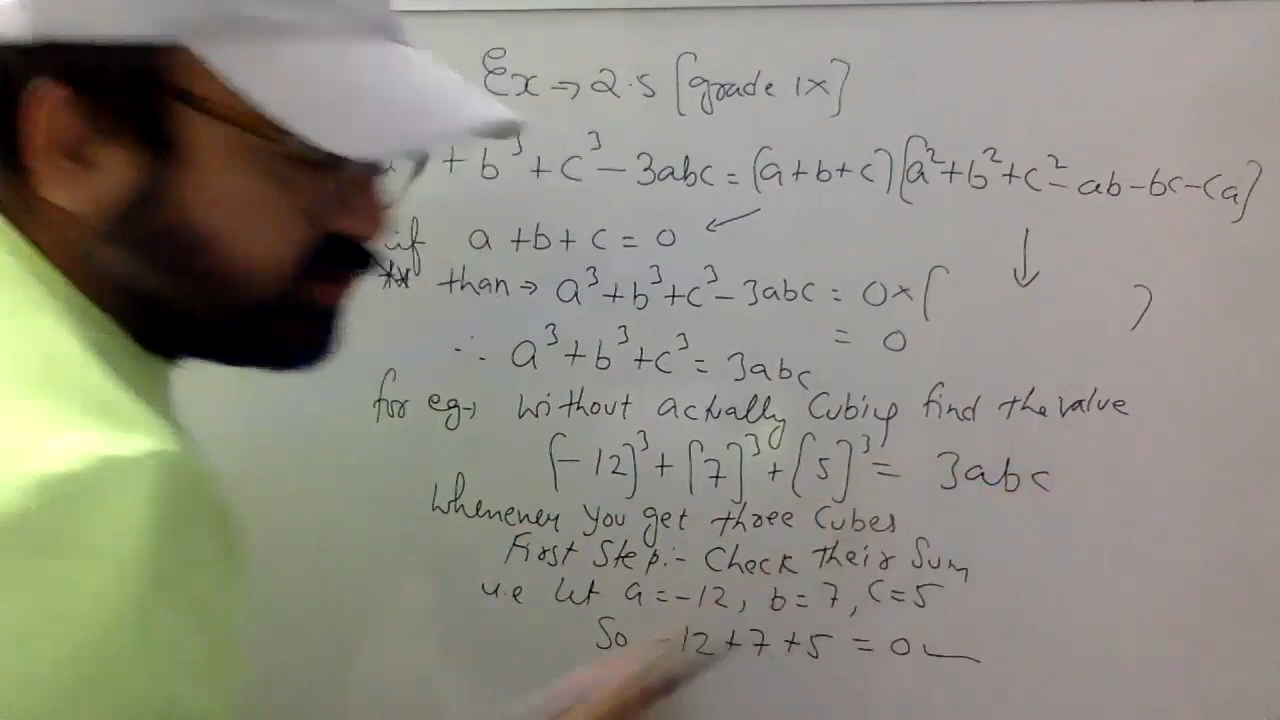 Ex → 2.5 [grade IX]
+ b³ + c³ - 3abc = (a+b+c) (a²+b²+c²- ab - bc - ca)
if a + b + c = 0 ←
** than → a³ + b³ + c³ - 3abc = 0 × ( )
= 0
∴ a³ + b³ + c³ = 3abc
for eg → Without actually Cubing find the value
[-12]³ + [7]³ + (5)³ = 3abc
Whenever you get three Cubes
First Step:- Check their Sum
i.e let a = -12, b = 7, c = 5
So -12 + 7 + 5 = 0